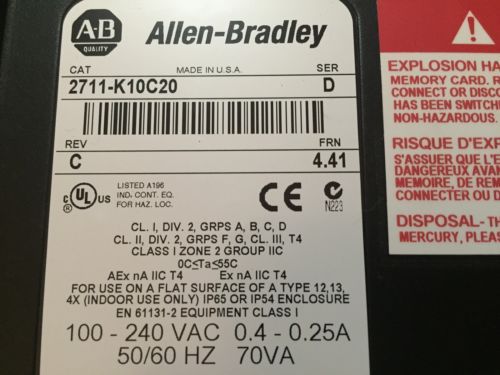 A·B
QUALITY
Allen-Bradley
CAT MADE IN U.S.A. SER
2711-K10C20 D
REV FRN
C 4.41
UL
C US
LISTED A196
IND. CONT. EQ.
FOR HAZ. LOC.
CE
N223
CL. I, DIV. 2, GRPS A, B, C, D
CL. II, DIV. 2, GRPS F, G, CL. III, T4
CLASS I ZONE 2 GROUP IIC
0C≤Ta≤55C
AEx nA IIC T4 Ex nA IIC T4
FOR USE ON A FLAT SURFACE OF A TYPE 12,13,
4X (INDOOR USE ONLY) IP65 OR IP54 ENCLOSURE
EN 61131-2 EQUIPMENT CLASS I
100 - 240 VAC 0.4 - 0.25A
50/60 HZ 70VA
EXPLOSION HA
MEMORY CARD. R
CONNECT OR DISCO
HAS BEEN SWITCHE
NON-HAZARDOUS.
RISQUE D'EXP
S'ASSUER QUE L'E
DANGEREUX AVAN
MEMOIRE, DE REM
CONNECTER OU D
DISPOSAL- TH
MERCURY, PLEAS